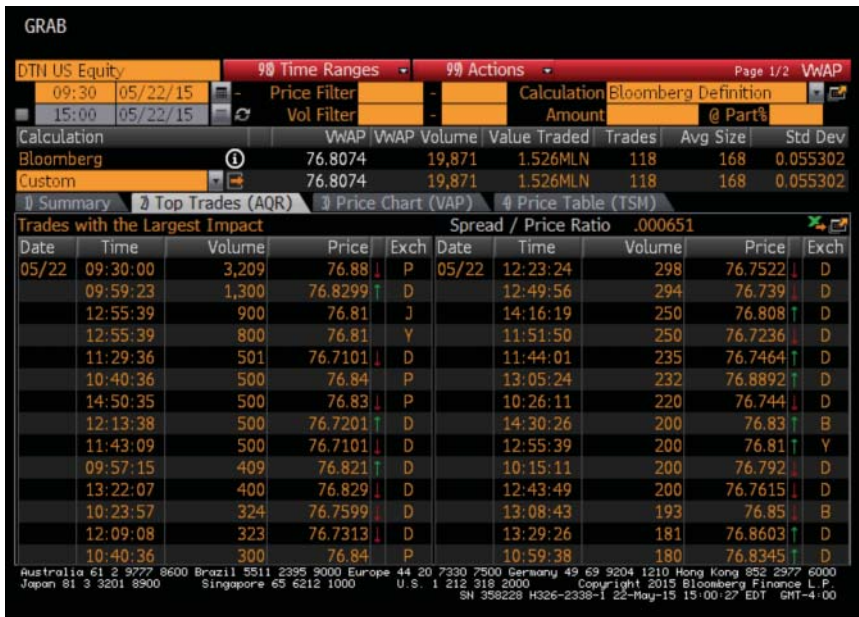 GRAB
DTN US Equity 98) Time Ranges 99) Actions Page 1/2 VWAP
09:30 05/22/15 - Price Filter - Calculation Bloomberg Definition
15:00 05/22/15 Vol Filter - Amount @ Part%
Calculation VWAP VWAP Volume Value Traded Trades Avg Size Std Dev
Bloomberg 76.8074 19,871 1.526MLN 118 168 0.055302
Custom 76.8074 19,871 1.526MLN 118 168 0.055302
1) Summary 2) Top Trades (AQR) 3) Price Chart (VAP) 4) Price Table (TSM)
Trades with the Largest Impact Spread / Price Ratio .000651
Date Time Volume Price Exch Date Time Volume Price Exch
05/22 09:30:00 3,209 76.88↓ P 05/22 12:23:24 298 76.7522↓ D
09:59:23 1,300 76.8299↑ D 12:49:56 294 76.739↓ D
12:55:39 900 76.81 J 14:16:19 250 76.808↑ D
12:55:39 800 76.81 Y 11:51:50 250 76.7236↓ D
11:29:36 501 76.7101↓ D 11:44:01 235 76.7464↑ D
10:40:36 500 76.84 P 13:05:24 232 76.8892↑ D
14:50:35 500 76.83↓ P 10:26:11 220 76.744↓ D
12:13:38 500 76.7201↑ D 14:30:26 200 76.83↑ B
11:43:09 500 76.7101↓ D 12:55:39 200 76.81↑ Y
09:57:15 409 76.821↑ D 10:15:11 200 76.792↓ D
13:22:07 400 76.829↓ D 12:43:49 200 76.7615↓ D
10:23:57 324 76.7599↓ D 13:08:43 193 76.85↓ B
12:09:08 323 76.7313↓ D 13:29:26 181 76.8603↑ D
10:40:36 300 76.84 P 10:59:38 180 76.8345↑ D
Australia 61 2 9777 8600 Brazil 5511 2395 9000 Europe 44 20 7330 7500 Germany 49 69 9204 1210 Hong Kong 852 2977 6000
Japan 81 3 3201 8900 Singapore 65 6212 1000 U.S. 1 212 318 2000 Copyright 2015 Bloomberg Finance L.P.
SN 358228 H326-2338-1 22-May-15 15:00:27 EDT GMT-4:00